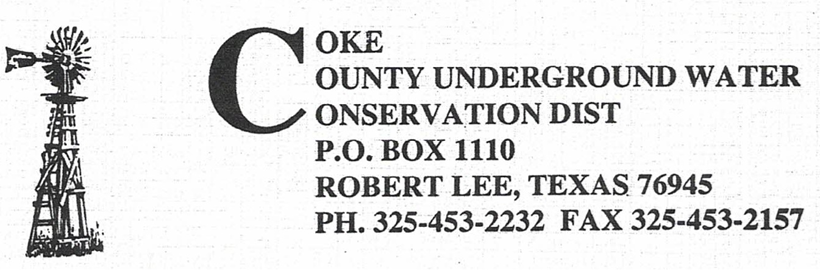 COKE
COUNTY UNDERGROUND WATER
CONSERVATION DIST
P.O. BOX 1110
ROBERT LEE, TEXAS 76945
PH. 325-453-2232 FAX 325-453-2157